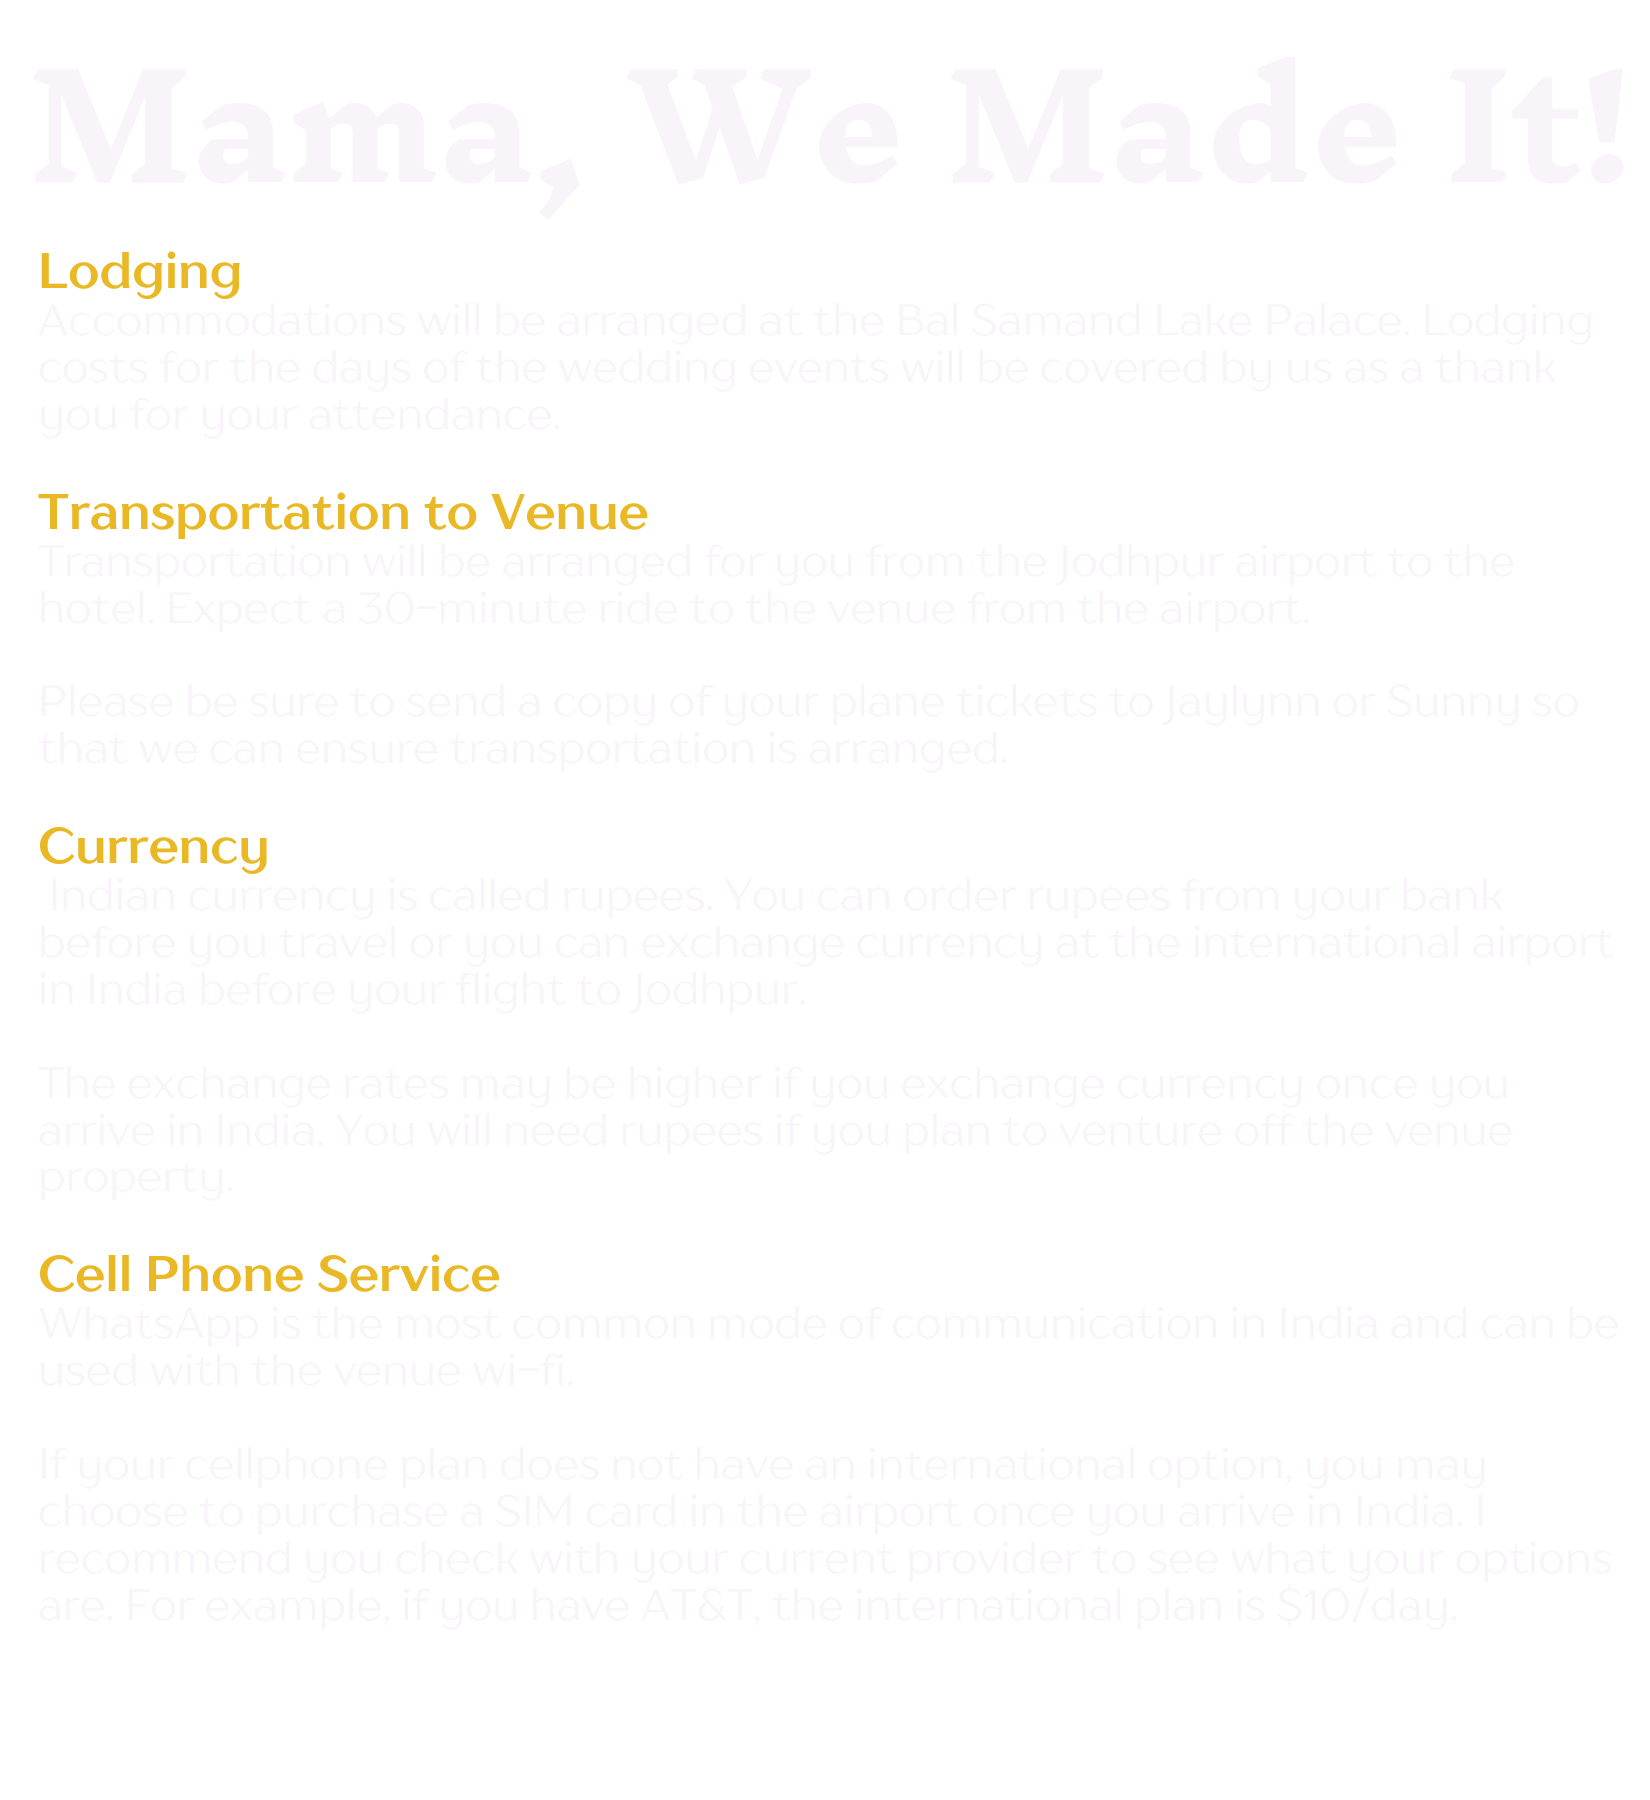 Mama, We Made It!
Lodging
Accommodations will be arranged at the Bal Samand Lake Palace. Lodging
costs for the days of the wedding events will be covered by us as a thank
you for your attendance.
Transportation to Venue
Transportation will be arranged for you from the Jodhpur airport to the
hotel. Expect a 30-minute ride to the venue from the airport.
Please be sure to send a copy of your plane tickets to Jaylynn or Sunny so
that we can ensure transportation is arranged.
Currency
Indian currency is called rupees. You can order rupees from your bank
before you travel or you can exchange currency at the international airport
in India before your flight to Jodhpur.
The exchange rates may be higher if you exchange currency once you
arrive in India. You will need rupees if you plan to venture off the venue
property.
Cell Phone Service
WhatsApp is the most common mode of communication in India and can be
used with the venue wi-fi.
If your cellphone plan does not have an international option, you may
choose to purchase a SIM card in the airport once you arrive in India. I
recommend you check with your current provider to see what your options
are. For example, if you have AT&T, the international plan is $10/day.